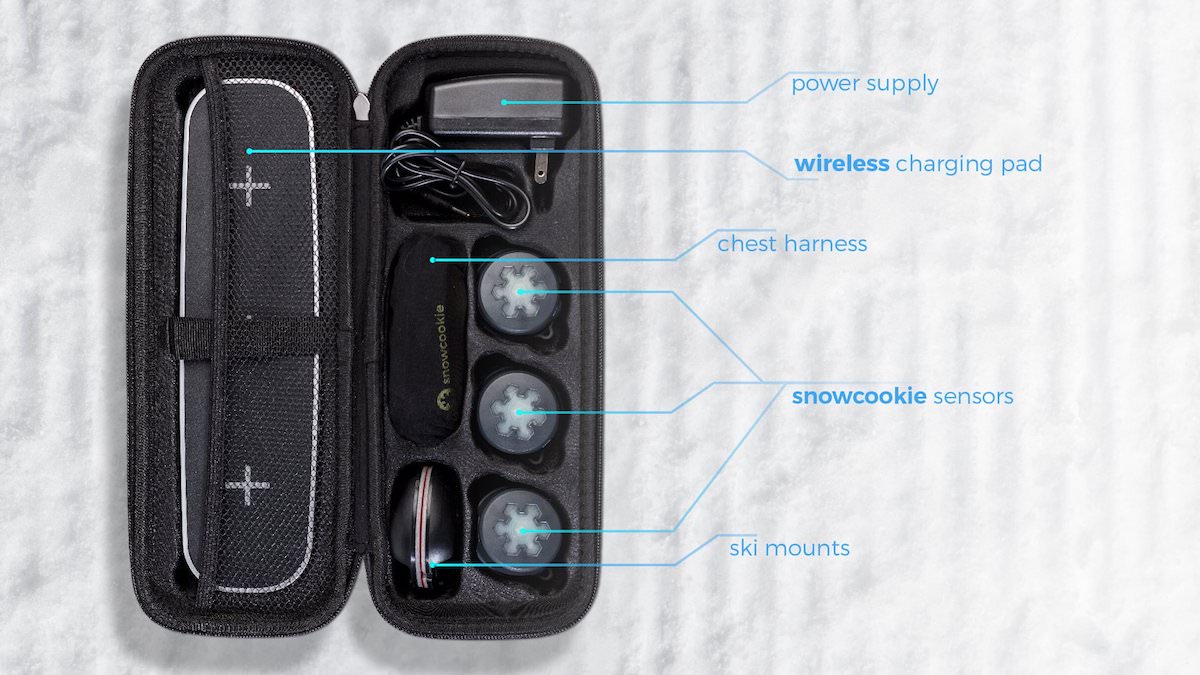 power supply
wireless charging pad
chest harness
snowcookie
snowcookie sensors
ski mounts